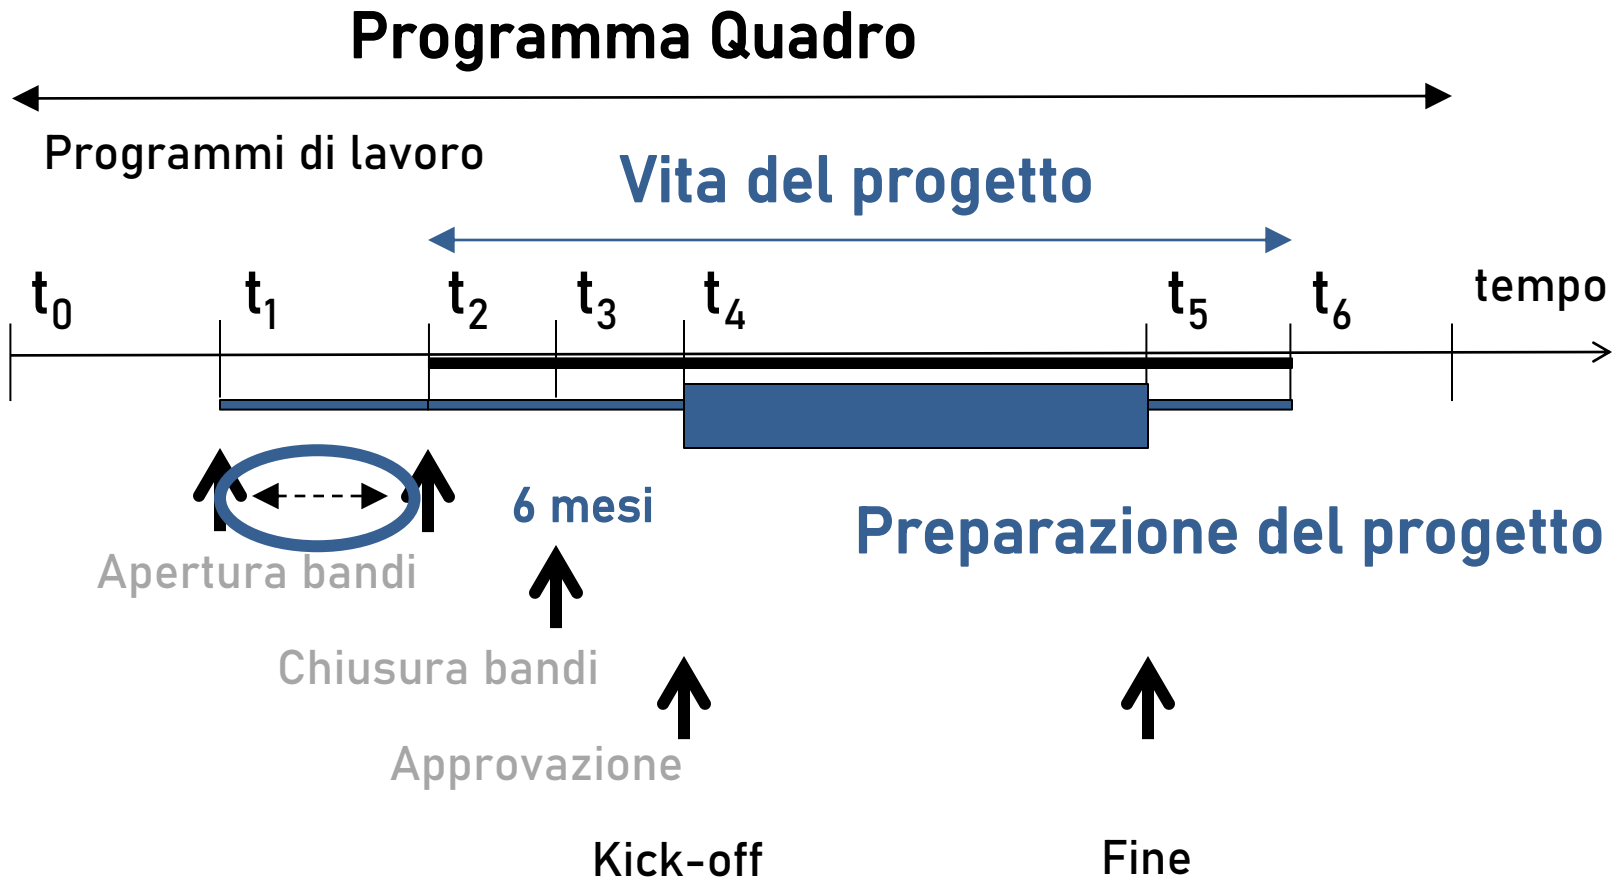 Programma Quadro
Programmi di lavoro
Vita del progetto
t0 t1 t2 t3 t4 t5 t6 tempo
6 mesi
Preparazione del progetto
Apertura bandi
Chiusura bandi
Approvazione
Kick-off Fine